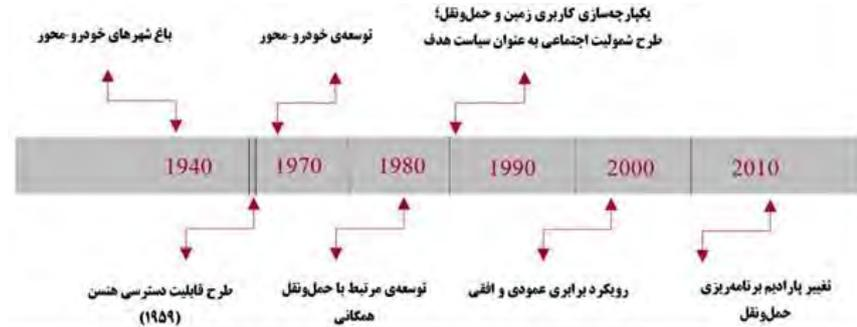 یکپارچه‌سازی کاربری زمین و حمل‌ونقل؛
طرح شمولیت اجتماعی به عنوان سیاست هدف
توسعه‌ی خودرو-محور
باغ شهرهای خودرو-محور
1940 1970 1980 1990 2000 2010
طرح قابلیت دسترسی هنسن
(۱۹۵۹)
توسعه‌ی مرتبط با حمل‌ونقل
همگانی
رویکرد برابری عمودی و افقی
تغییر پارادیم برنامه‌ریزی
حمل‌ونقل